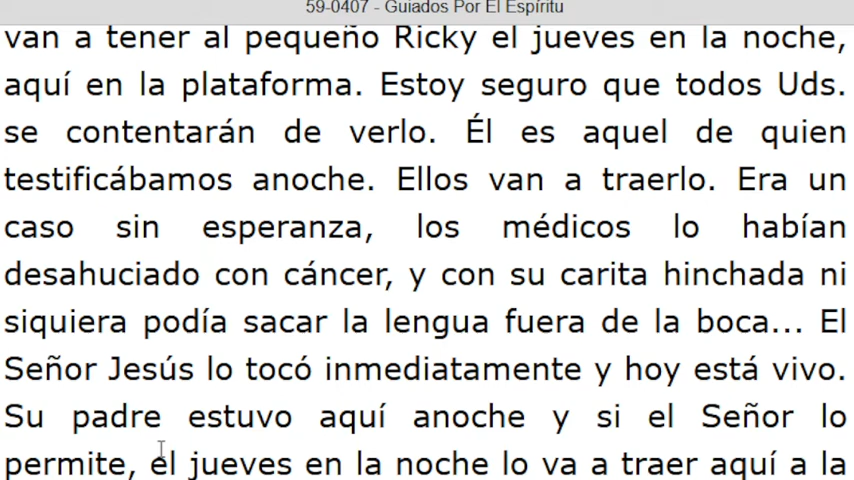 59-0407 - Guiados Por El Espíritu
van a tener al pequeño Ricky el jueves en la noche,
aquí en la plataforma. Estoy seguro que todos Uds.
se contentarán de verlo. Él es aquel de quien
testificábamos anoche. Ellos van a traerlo. Era un
caso sin esperanza, los médicos lo habían
desahuciado con cáncer, y con su carita hinchada ni
siquiera podía sacar la lengua fuera de la boca... El
Señor Jesús lo tocó inmediatamente y hoy está vivo.
Su padre estuvo aquí anoche y si el Señor lo
permite, el jueves en la noche lo va a traer aquí a la